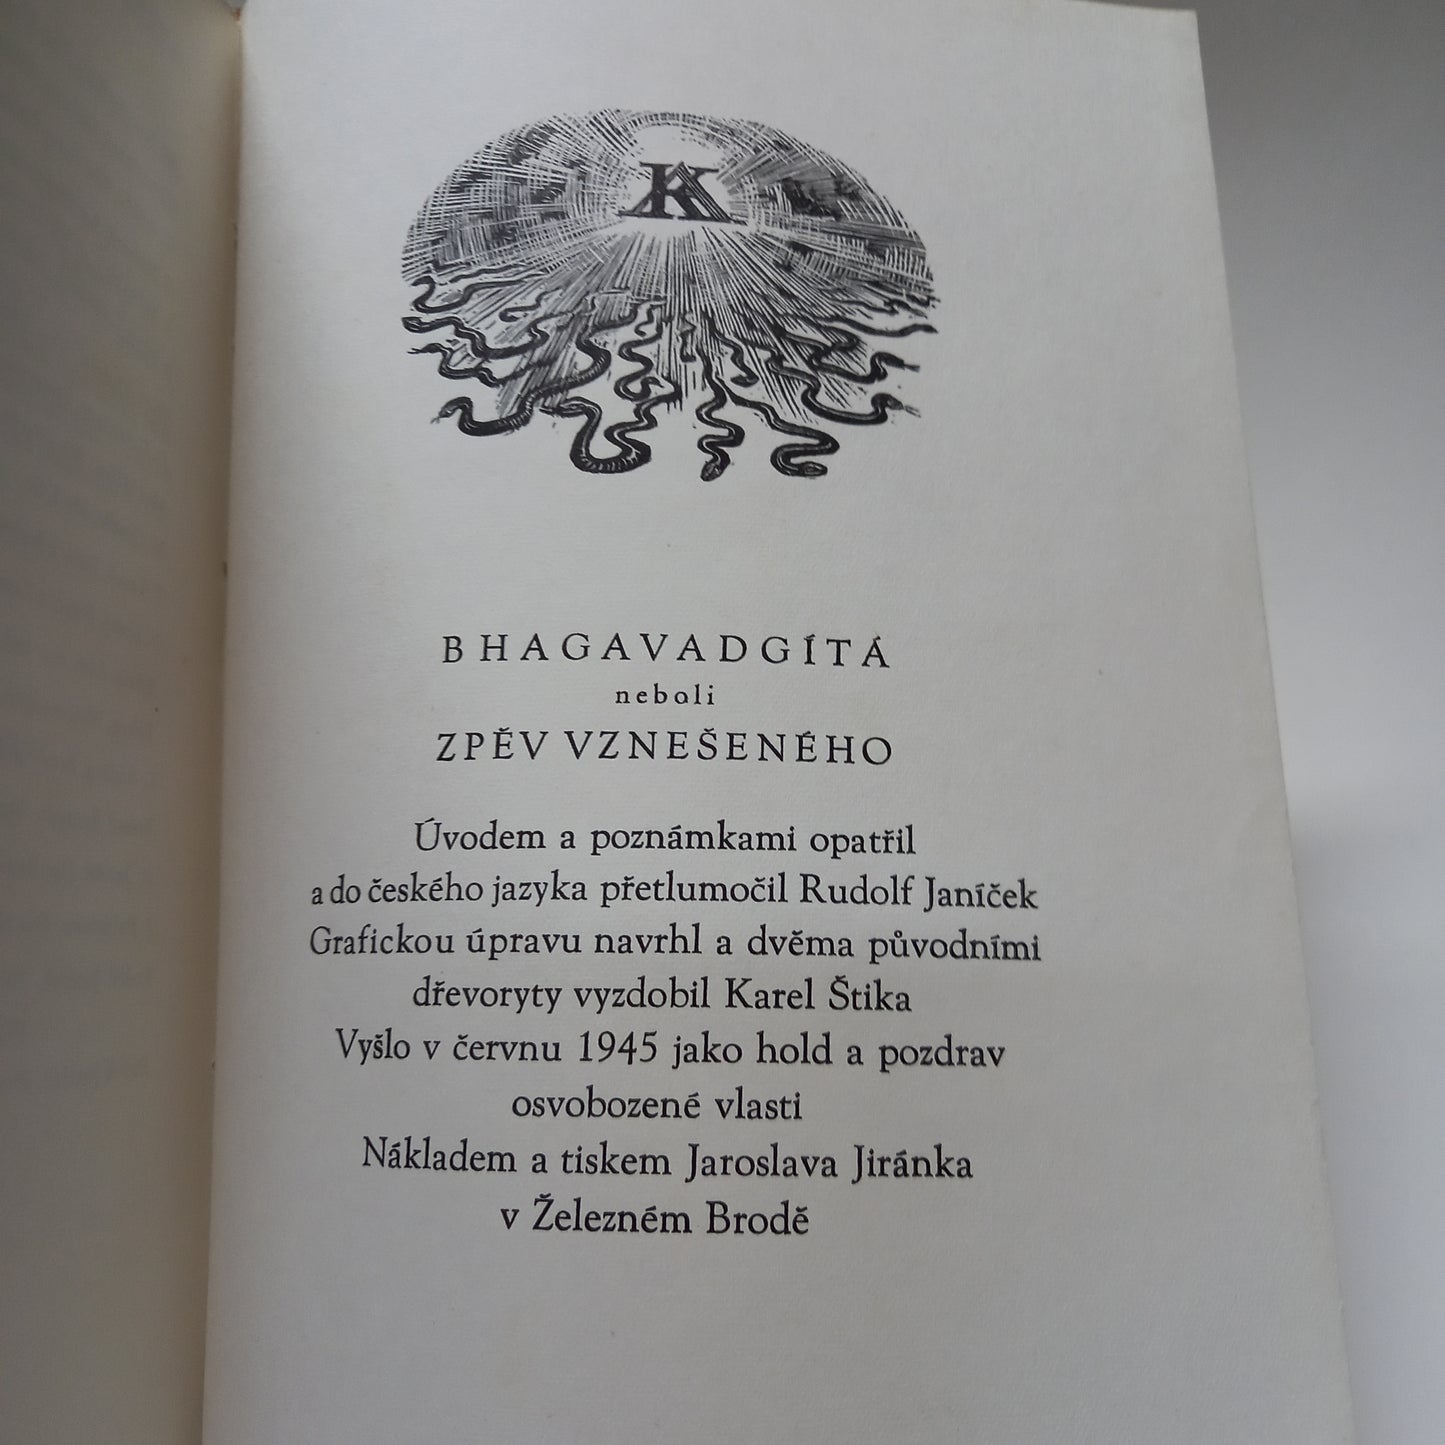 KA
BHAGAVADGÍTÁ
neboli
ZPĚV VZNEŠENÉHO
Úvodem a poznámkami opatřil
a do českého jazyka přetlumočil Rudolf Janíček
Grafickou úpravu navrhl a dvěma původními
dřevoryty vyzdobil Karel Štika
Vyšlo v červnu 1945 jako hold a pozdrav
osvobozené vlasti
Nákladem a tiskem Jaroslava Jiránka
v Železném Brodě